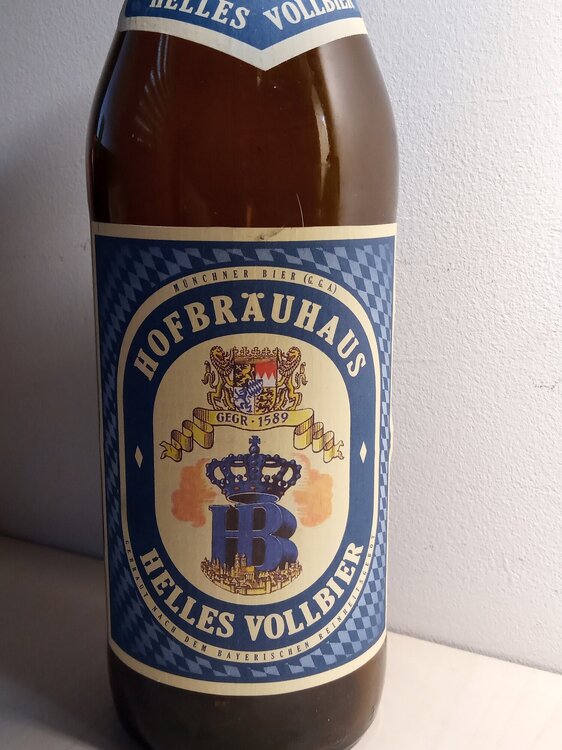 HELLES VOLLBIER
MÜNCHNER BIER (G.G.A.)
HOFBRÄUHAUS
GEGR · 1589
HB
HELLES VOLLBIER
GEBRAUT NACH DEM BAYERISCHEN REINHEITSGEBOT